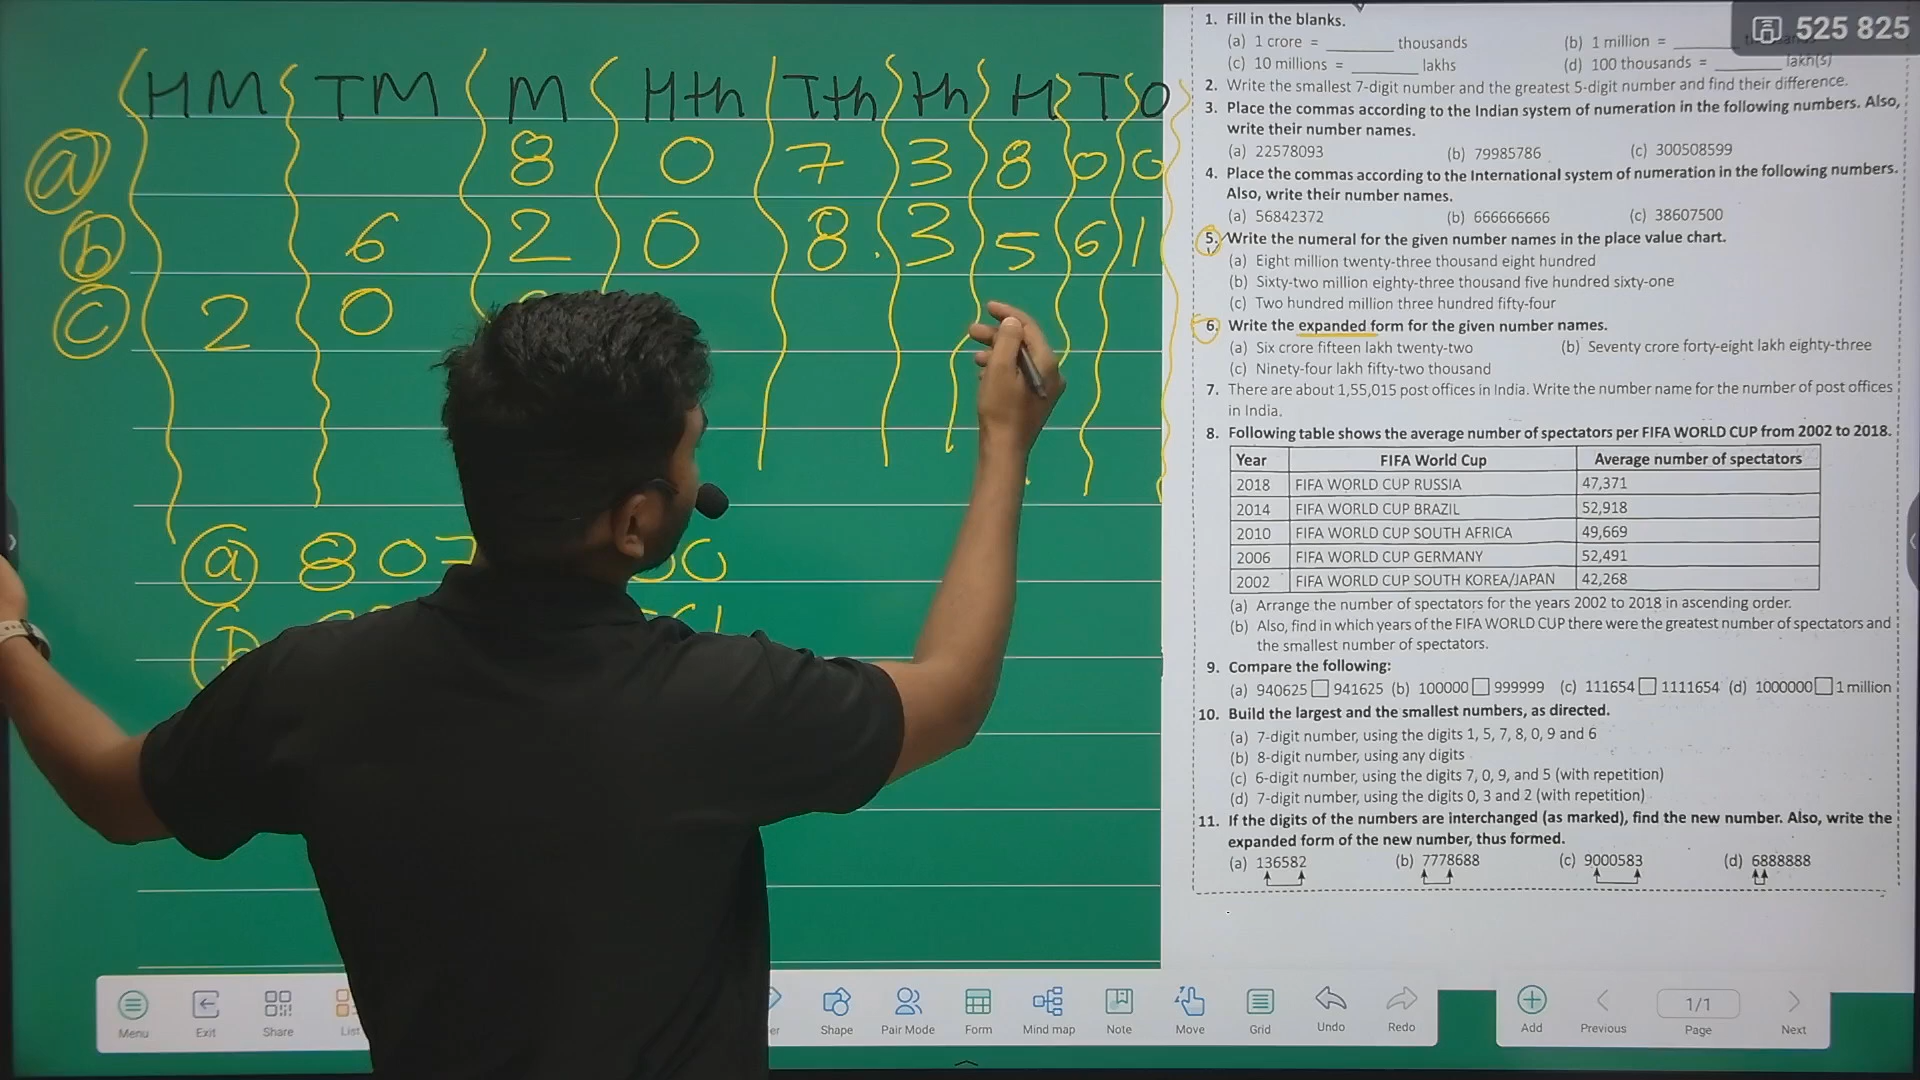 HM TM M Hth Tth th H T O
a 8 0 7 3 8 0 0
b 6 2 0 8 3 5 6 1
c 2 0
a 8 0 7
b
525 825
1. Fill in the blanks.
(a) 1 crore = ________ thousands (b) 1 million = ________
(c) 10 millions = ________ lakhs (d) 100 thousands = ________ lakh(s)
2. Write the smallest 7-digit number and the greatest 5-digit number and find their difference.
3. Place the commas according to the Indian system of numeration in the following numbers. Also,
write their number names.
(a) 22578093 (b) 79985786 (c) 300508599
4. Place the commas according to the International system of numeration in the following numbers.
Also, write their number names.
(a) 56842372 (b) 666666666 (c) 38607500
5. Write the numeral for the given number names in the place value chart.
(a) Eight million twenty-three thousand eight hundred
(b) Sixty-two million eighty-three thousand five hundred sixty-one
(c) Two hundred million three hundred fifty-four
6. Write the expanded form for the given number names.
(a) Six crore fifteen lakh twenty-two (b) Seventy crore forty-eight lakh eighty-three
(c) Ninety-four lakh fifty-two thousand
7. There are about 1,55,015 post offices in India. Write the number name for the number of post offices
in India.
8. Following table shows the average number of spectators per FIFA WORLD CUP from 2002 to 2018.
Year FIFA World Cup Average number of spectators
2018 FIFA WORLD CUP RUSSIA 47,371
2014 FIFA WORLD CUP BRAZIL 52,918
2010 FIFA WORLD CUP SOUTH AFRICA 49,669
2006 FIFA WORLD CUP GERMANY 52,491
2002 FIFA WORLD CUP SOUTH KOREA/JAPAN 42,268
(a) Arrange the number of spectators for the years 2002 to 2018 in ascending order.
(b) Also, find in which years of the FIFA WORLD CUP there were the greatest number of spectators and
the smallest number of spectators.
9. Compare the following:
(a) 940625 □ 941625 (b) 100000 □ 999999 (c) 111654 □ 1111654 (d) 1000000 □ 1 million
10. Build the largest and the smallest numbers, as directed.
(a) 7-digit number, using the digits 1, 5, 7, 8, 0, 9 and 6
(b) 8-digit number, using any digits
(c) 6-digit number, using the digits 7, 0, 9, and 5 (with repetition)
(d) 7-digit number, using the digits 0, 3 and 2 (with repetition)
11. If the digits of the numbers are interchanged (as marked), find the new number. Also, write the
expanded form of the new number, thus formed.
(a) 136582 (b) 7778688 (c) 9000583 (d) 6888888
Menu Exit Share List Shape Pair Mode Form Mind map Note Move Grid Undo Redo Add Previous 1/1 Page Next